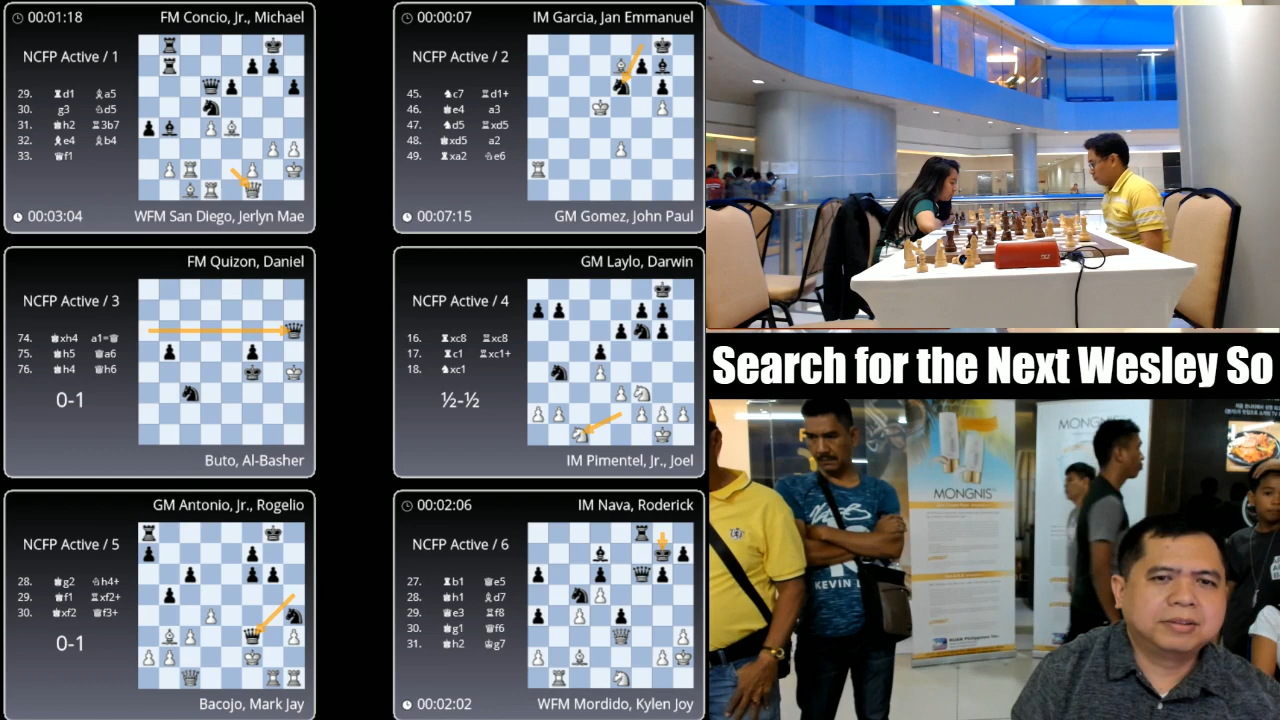 00:01:18 FM Concio, Jr., Michael
NCFP Active / 1
29. ♜d1 ♗a5
30. g3 ♘d5
31. ♚h2 ♖3b7
32. ♝e4 ♗b4
33. ♛f1
00:03:04 WFM San Diego, Jerlyn Mae
00:00:07 IM Garcia, Jan Emmanuel
NCFP Active / 2
45. ♞c7 ♖d1+
46. ♚e4 a3
47. ♞d5 ♖xd5
48. ♚xd5 a2
49. ♜xa2 ♘e6
00:07:15 GM Gomez, John Paul
FM Quizon, Daniel
NCFP Active / 3
74. ♚xh4 a1=♕
75. ♚h5 ♕a6
76. ♚h4 ♕h6
0-1
Buto, Al-Basher
GM Laylo, Darwin
NCFP Active / 4
16. ♜xc8 ♖xc8
17. ♜c1 ♖xc1+
18. ♞xc1
½-½
IM Pimentel, Jr., Joel
GM Antonio, Jr., Rogelio
NCFP Active / 5
28. ♚g2 ♘h4+
29. ♚f1 ♖xf2+
30. ♚xf2 ♕f3+
0-1
Bacojo, Mark Jay
00:02:06 IM Nava, Roderick
NCFP Active / 6
27. ♜b1 ♕e5
28. ♚h1 ♗d7
29. ♛e3 ♖f8
30. ♚g1 ♕f6
31. ♚h2 ♔g7
00:02:02 WFM Mordido, Kylen Joy
Search for the Next Wesley So
MONGNIS
MONGNIS
KEVIN